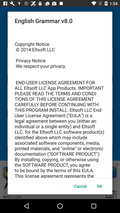 1:54
English Grammar v8.0
Copyright Notice
© 2014 Eltsoft LLC
Privacy Notice
We respect your privacy.
END-USER LICENSE AGREEMENT FOR
ALL Eltsoft LLC App Products. IMPORTANT
PLEASE READ THE TERMS AND CONDI
TIONS OF THIS LICENSE AGREEMENT
CAREFULLY BEFORE CONTINUING WITH
THIS PROGRAM INSTALL: Eltsoft LLC End-
User License Agreement ("EULA") is a
legal agreement between you (either an
individual or a single entity) and Eltsoft
LLC. for the Eltsoft LLC software product(s)
identified above which may include
associated software components, media,
printed materials, and "online" or electronic
documentation ("SOFTWARE PRODUCT").
By installing, copying, or otherwise using
the SOFTWARE PRODUCT, you agree
to be bound by the terms of this EULA.
This license agreement represents the
Cancel OK